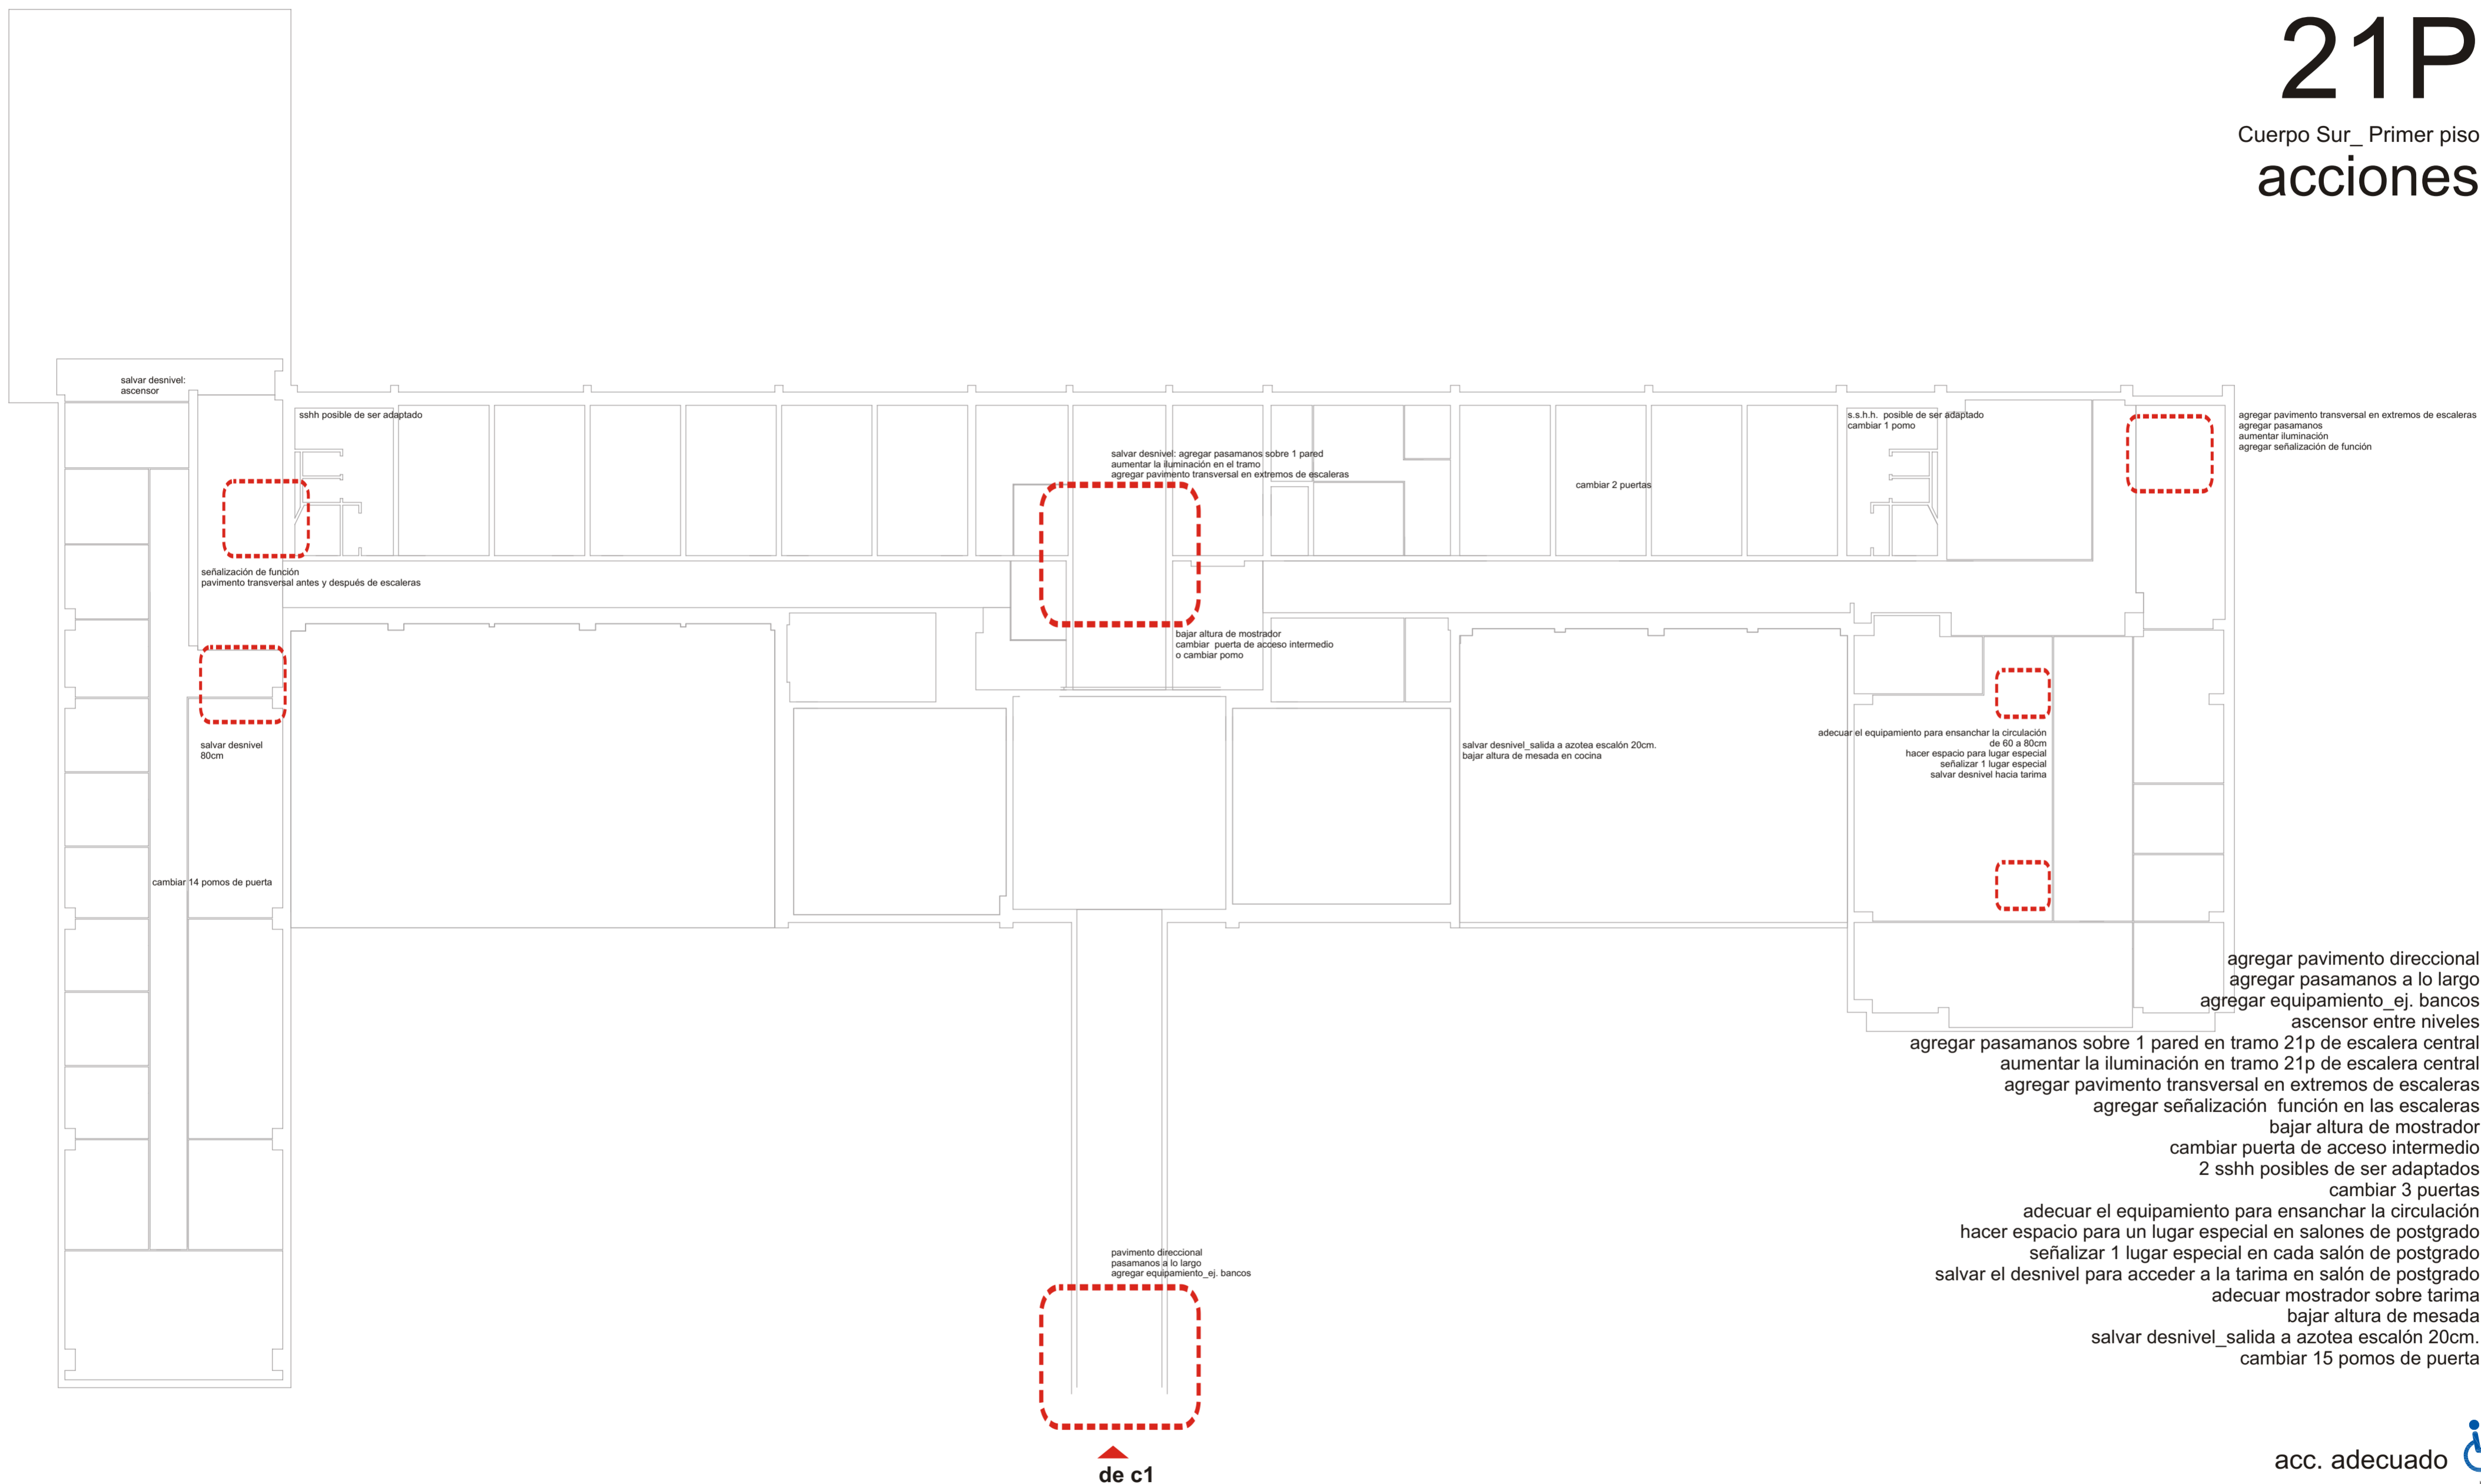 21P
Cuerpo Sur_ Primer piso
acciones
salvar desnivel:
ascensor
sshh posible de ser adaptado
salvar desnivel: agregar pasamanos sobre 1 pared
aumentar la iluminación en el tramo
agregar pavimento transversal en extremos de escaleras
cambiar 2 puertas
s.s.h.h. posible de ser adaptado
cambiar 1 pomo
agregar pavimento transversal en extremos de escaleras
agregar pasamanos
aumentar iluminación
agregar señalización de función
señalización de función
pavimento transversal antes y después de escaleras
bajar altura de mostrador
cambiar puerta de acceso intermedio
o cambiar pomo
salvar desnivel
80cm
salvar desnivel_salida a azotea escalón 20cm.
bajar altura de mesada en cocina
adecuar el equipamiento para ensanchar la circulación
de 60 a 80cm
hacer espacio para lugar especial
señalizar 1 lugar especial
salvar desnivel hacia tarima
cambiar 14 pomos de puerta
agregar pavimento direccional
agregar pasamanos a lo largo
agregar equipamiento_ej. bancos
ascensor entre niveles
agregar pasamanos sobre 1 pared en tramo 21p de escalera central
aumentar la iluminación en tramo 21p de escalera central
agregar pavimento transversal en extremos de escaleras
agregar señalización función en las escaleras
bajar altura de mostrador
cambiar puerta de acceso intermedio
2 sshh posibles de ser adaptados
cambiar 3 puertas
adecuar el equipamiento para ensanchar la circulación
hacer espacio para un lugar especial en salones de postgrado
señalizar 1 lugar especial en cada salón de postgrado
salvar el desnivel para acceder a la tarima en salón de postgrado
adecuar mostrador sobre tarima
bajar altura de mesada
salvar desnivel_salida a azotea escalón 20cm.
cambiar 15 pomos de puerta
pavimento direccional
pasamanos a lo largo
agregar equipamiento_ej. bancos
de c1
acc. adecuado